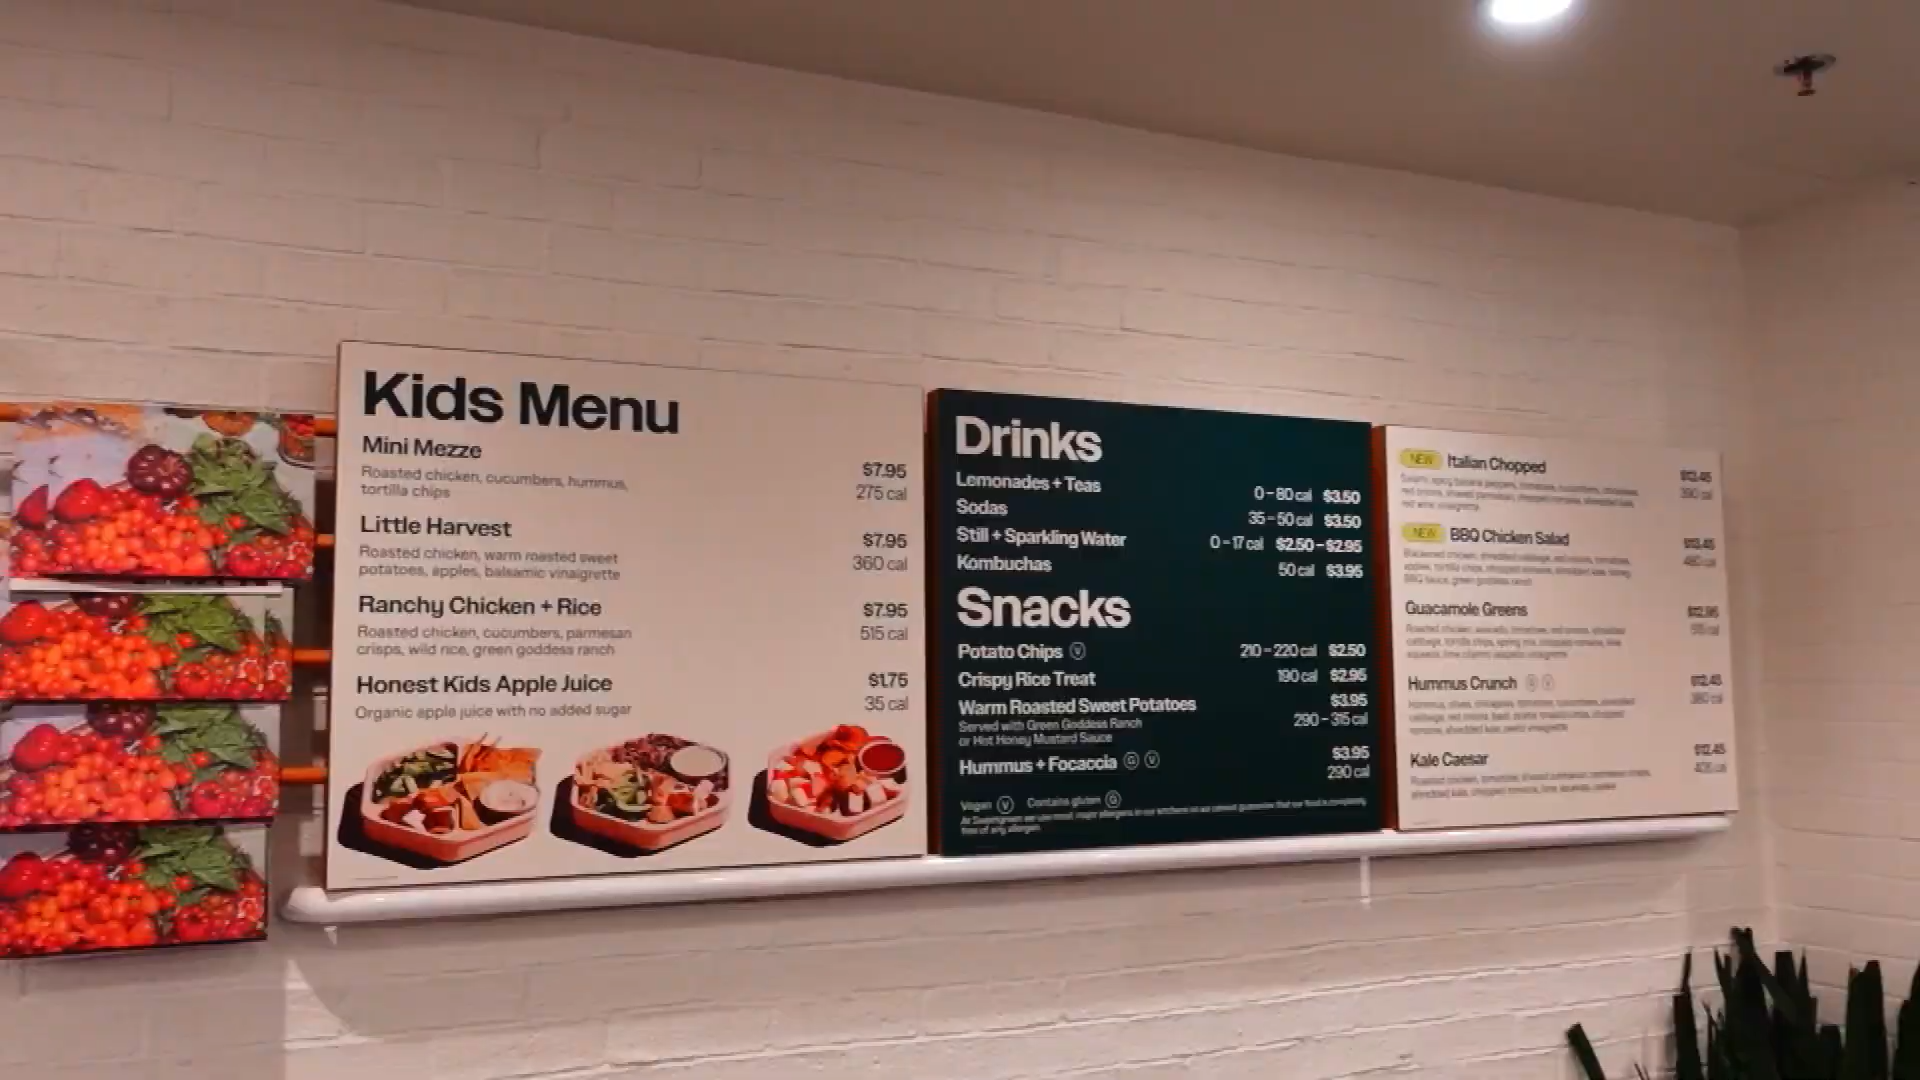 Kids Menu
Mini Mezze
$7.95
Roasted chicken, cucumbers, hummus,
tortilla chips
275 cal
Little Harvest
$7.95
Roasted chicken, warm roasted sweet
potatoes, apples, balsamic vinaigrette
360 cal
Ranchy Chicken + Rice
$7.95
Roasted chicken, cucumbers, parmesan
crisps, wild rice, green goddess ranch
515 cal
Honest Kids Apple Juice
$1.75
Organic apple juice with no added sugar
35 cal
Drinks
Lemonades + Teas 0-80 cal $3.50
Sodas 35-50 cal $3.50
Still + Sparkling Water 0-17 cal $2.50-$2.95
Kombuchas 50 cal $3.95
Snacks
Potato Chips V 210-220 cal $2.50
Crispy Rice Treat 190 cal $2.95
Warm Roasted Sweet Potatoes $3.95
Served with Green Goddess Ranch
or Hot Honey Mustard Sauce
290-315 cal
Hummus + Focaccia G V $3.95
290 cal
Vegan V Contains gluten G
NEW Italian Chopped
NEW BBQ Chicken Salad
Guacamole Greens
Hummus Crunch G V
Kale Caesar